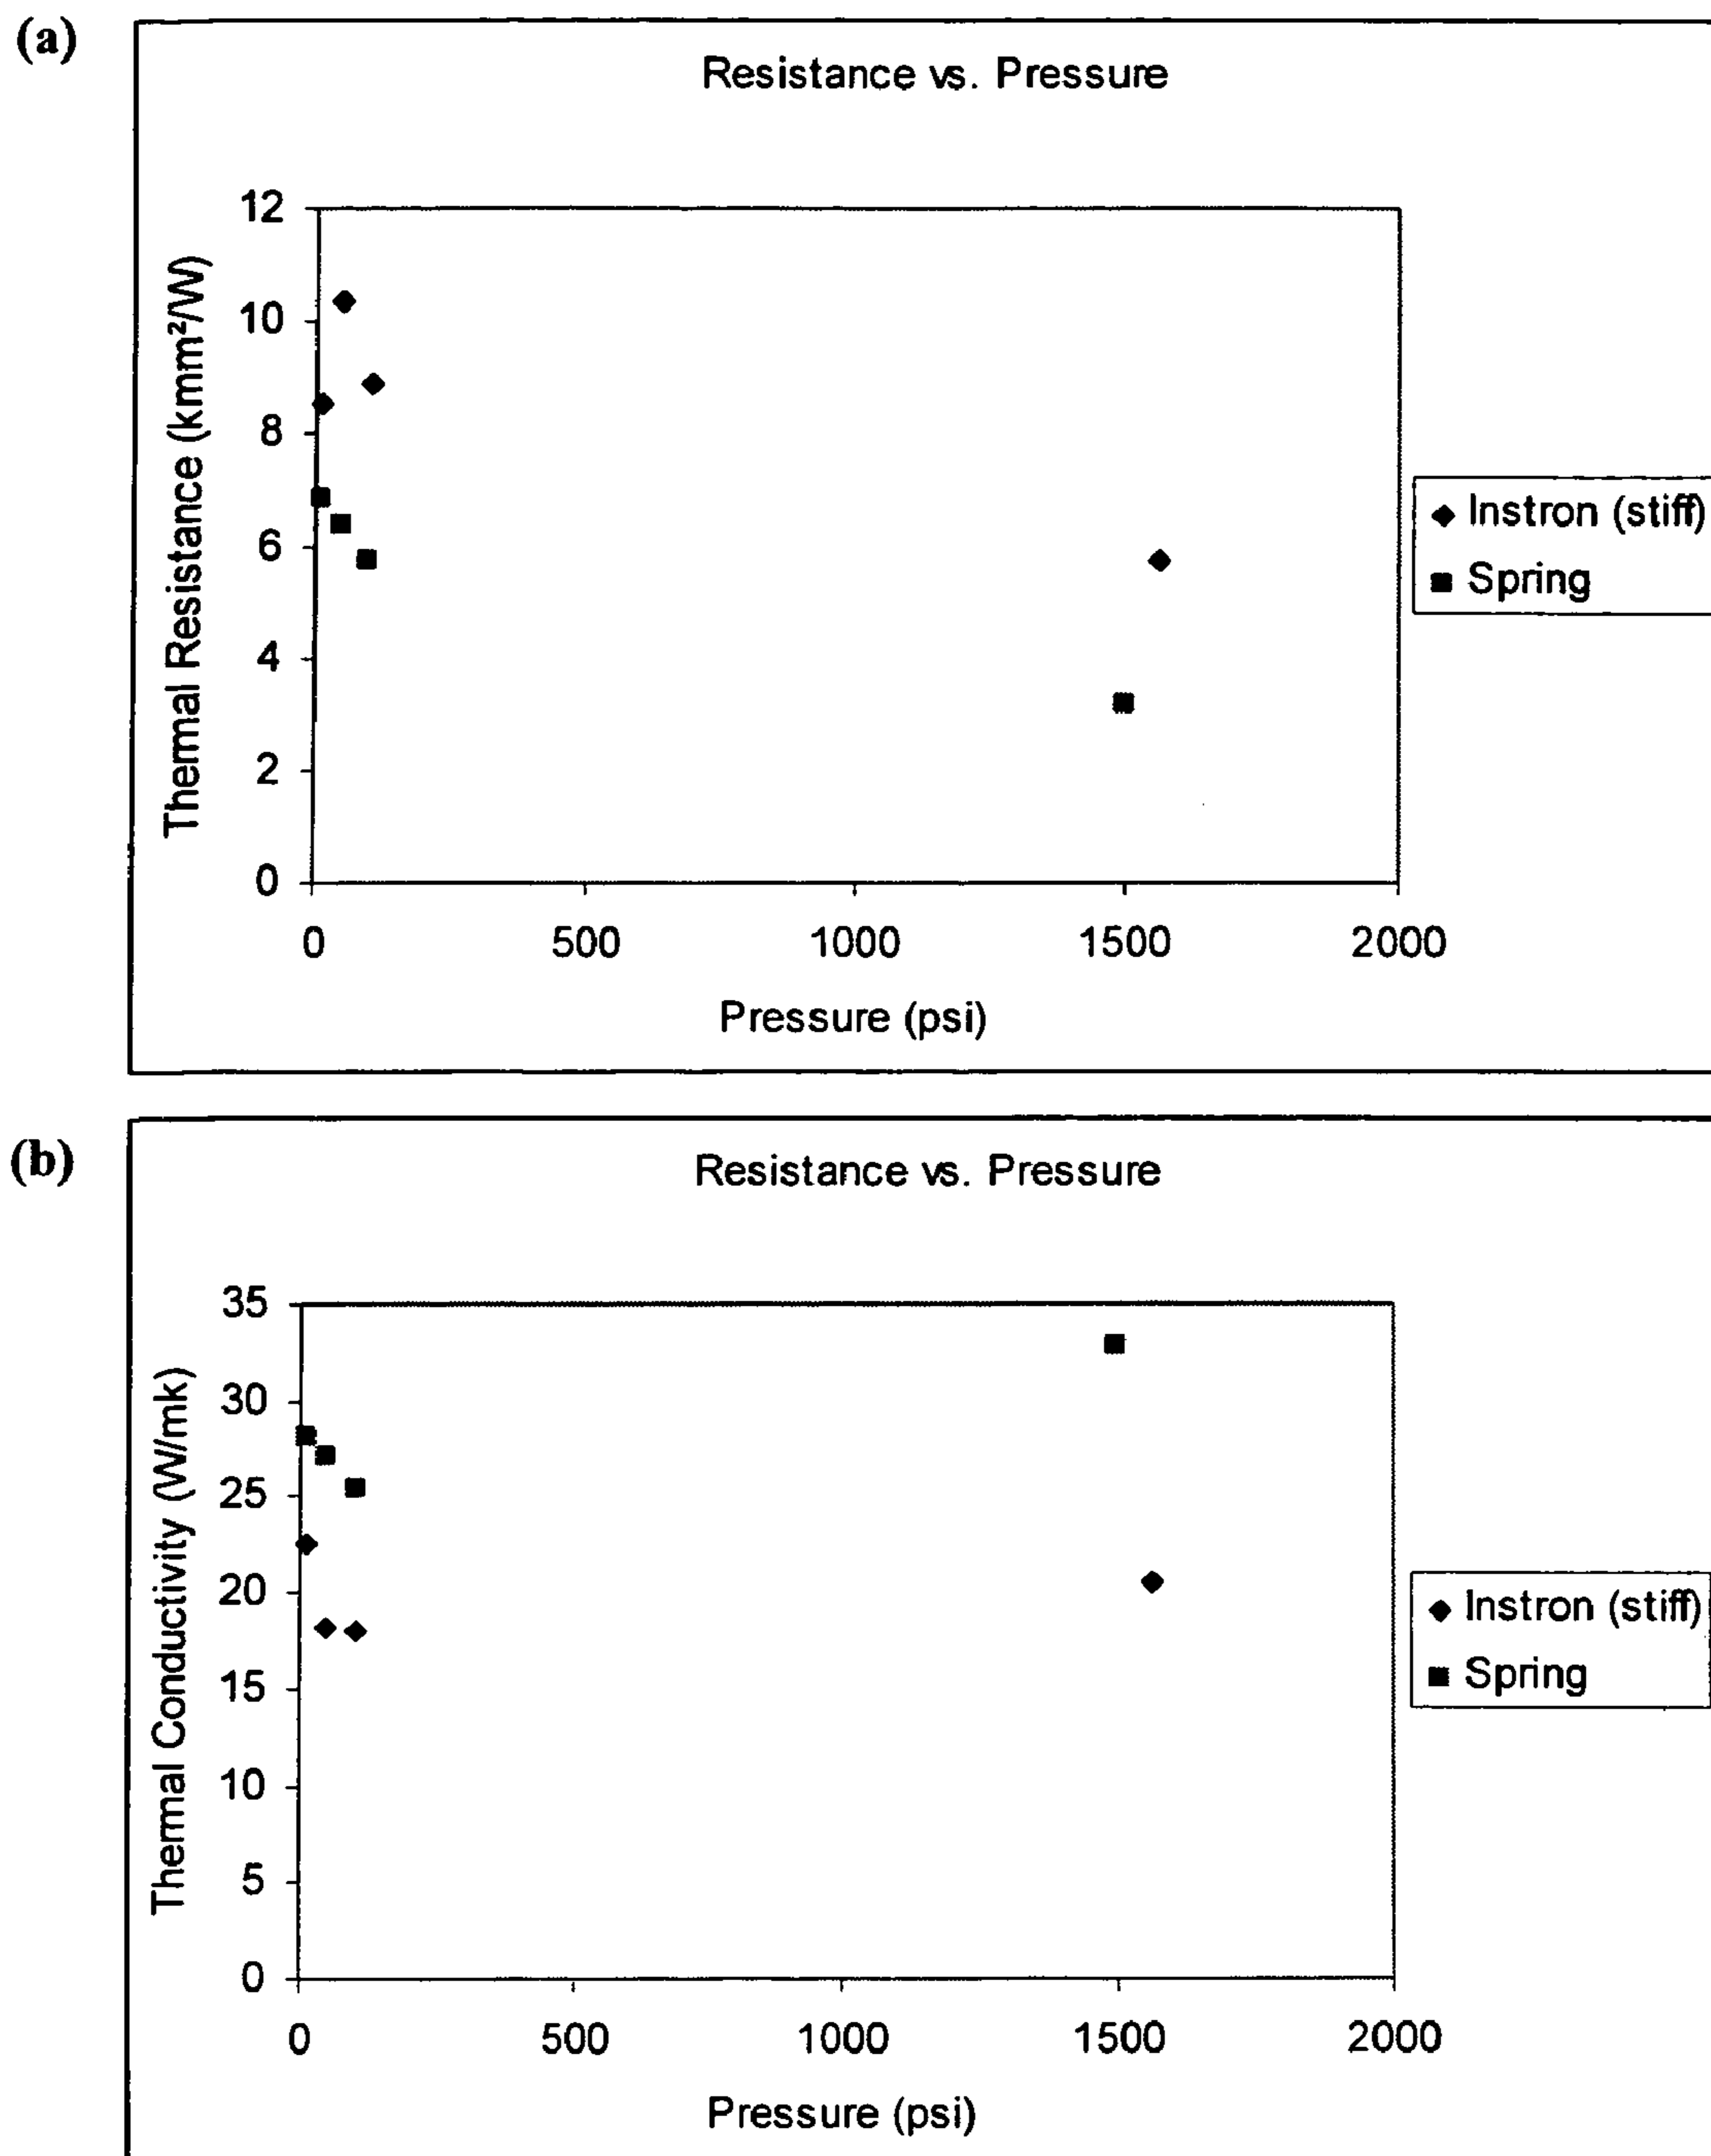 (a)
Resistance vs. Pressure
Thermal Resistance (kmm²/W)
12
10
8
6
4
2
0
0 500 1000 1500 2000
Pressure (psi)
Instron (stiff)
Spring
(b)
Resistance vs. Pressure
Thermal Conductivity (W/mk)
35
30
25
20
15
10
5
0
0 500 1000 1500 2000
Pressure (psi)
Instron (stiff)
Spring